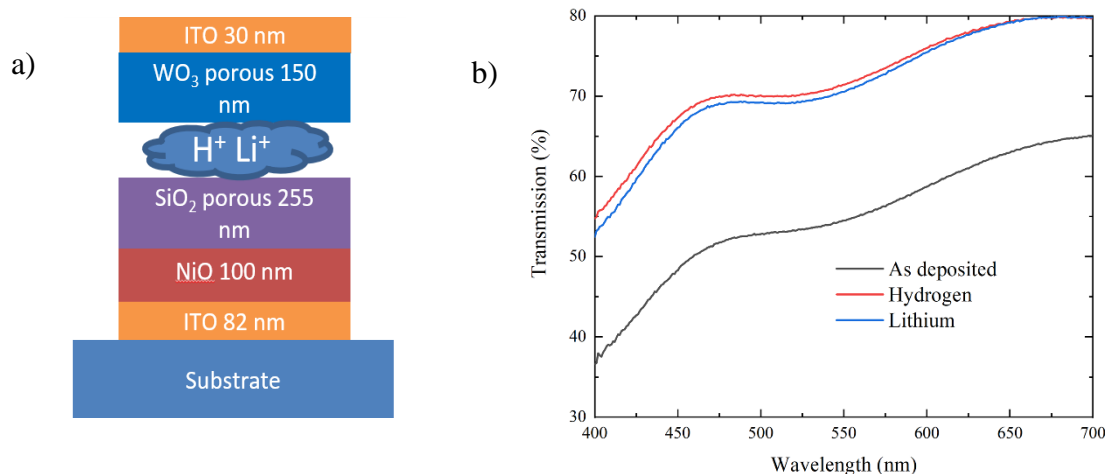 a)
ITO 30 nm
WO₃ porous 150
nm
H⁺ Li⁺
SiO₂ porous 255
nm
NiO 100 nm
ITO 82 nm
Substrate
b)
Transmission (%)
80
70
60
50
40
30
As deposited
Hydrogen
Lithium
400 450 500 550 600 650 700
Wavelength (nm)